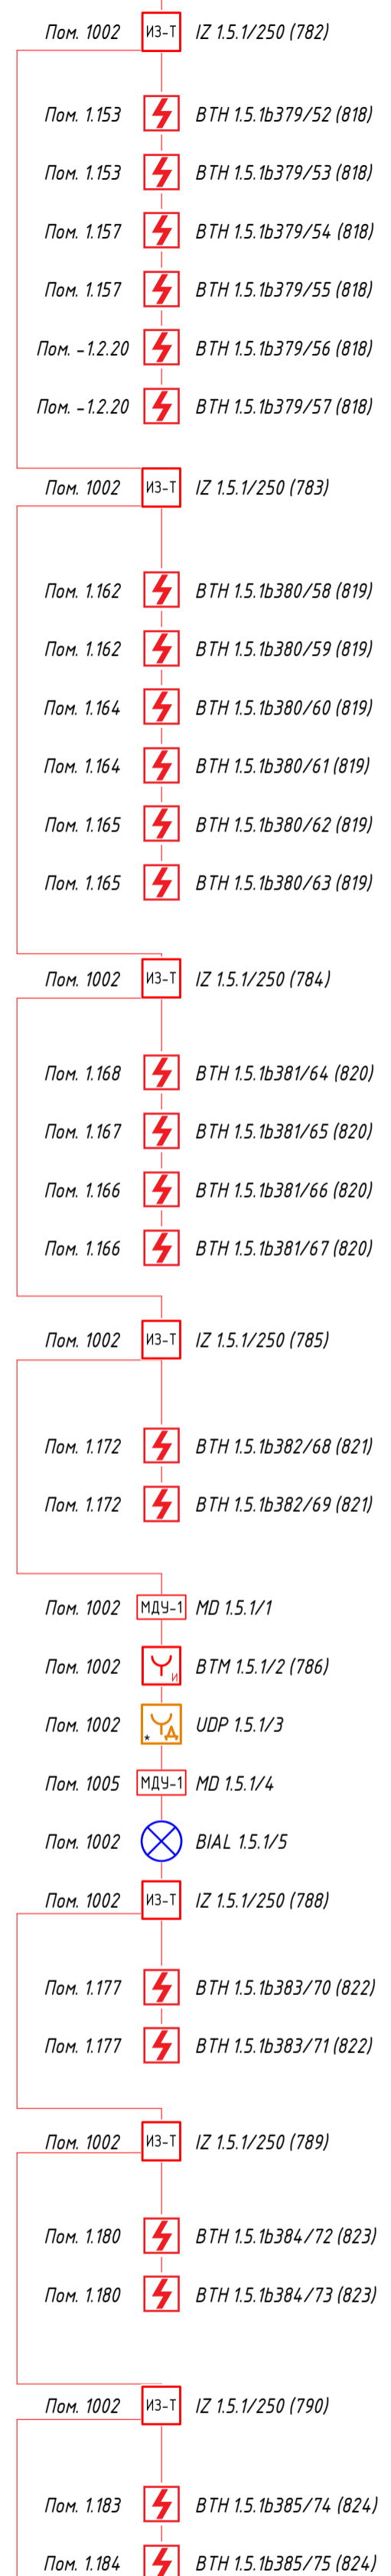 Пом. 1002 ИЗ-Т IZ 1.5.1/250 (782)
Пом. 1.153 BTH 1.5.1b379/52 (818)
Пом. 1.153 BTH 1.5.1b379/53 (818)
Пом. 1.157 BTH 1.5.1b379/54 (818)
Пом. 1.157 BTH 1.5.1b379/55 (818)
Пом. -1.2.20 BTH 1.5.1b379/56 (818)
Пом. -1.2.20 BTH 1.5.1b379/57 (818)
Пом. 1002 ИЗ-Т IZ 1.5.1/250 (783)
Пом. 1.162 BTH 1.5.1b380/58 (819)
Пом. 1.162 BTH 1.5.1b380/59 (819)
Пом. 1.164 BTH 1.5.1b380/60 (819)
Пом. 1.164 BTH 1.5.1b380/61 (819)
Пом. 1.165 BTH 1.5.1b380/62 (819)
Пом. 1.165 BTH 1.5.1b380/63 (819)
Пом. 1002 ИЗ-Т IZ 1.5.1/250 (784)
Пом. 1.168 BTH 1.5.1b381/64 (820)
Пом. 1.167 BTH 1.5.1b381/65 (820)
Пом. 1.166 BTH 1.5.1b381/66 (820)
Пом. 1.166 BTH 1.5.1b381/67 (820)
Пом. 1002 ИЗ-Т IZ 1.5.1/250 (785)
Пом. 1.172 BTH 1.5.1b382/68 (821)
Пом. 1.172 BTH 1.5.1b382/69 (821)
Пом. 1002 МДУ-1 MD 1.5.1/1
Пом. 1002 И BTM 1.5.1/2 (786)
Пом. 1002 * Д UDP 1.5.1/3
Пом. 1005 МДУ-1 MD 1.5.1/4
Пом. 1002 BIAL 1.5.1/5
Пом. 1002 ИЗ-Т IZ 1.5.1/250 (788)
Пом. 1.177 BTH 1.5.1b383/70 (822)
Пом. 1.177 BTH 1.5.1b383/71 (822)
Пом. 1002 ИЗ-Т IZ 1.5.1/250 (789)
Пом. 1.180 BTH 1.5.1b384/72 (823)
Пом. 1.180 BTH 1.5.1b384/73 (823)
Пом. 1002 ИЗ-Т IZ 1.5.1/250 (790)
Пом. 1.183 BTH 1.5.1b385/74 (824)
Пом. 1.184 BTH 1.5.1b385/75 (824)